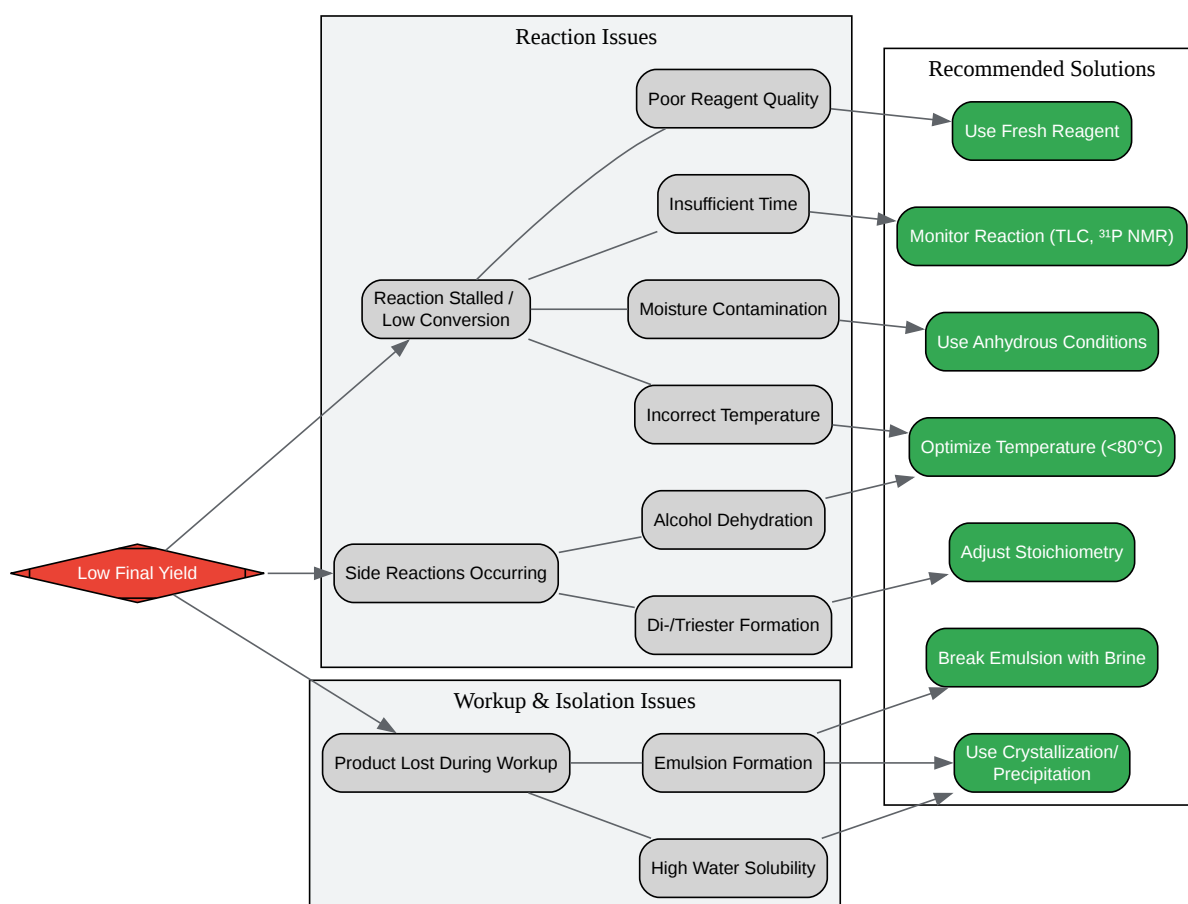 Reaction Issues
Recommended Solutions
Poor Reagent Quality
Use Fresh Reagent
Insufficient Time
Monitor Reaction (TLC, ³¹P NMR)
Reaction Stalled /
Low Conversion
Moisture Contamination
Use Anhydrous Conditions
Incorrect Temperature
Optimize Temperature (<80°C)
Alcohol Dehydration
Low Final Yield
Side Reactions Occurring
Adjust Stoichiometry
Di-/Triester Formation
Break Emulsion with Brine
Workup & Isolation Issues
Product Lost During Workup
Emulsion Formation
Use Crystallization/
Precipitation
High Water Solubility